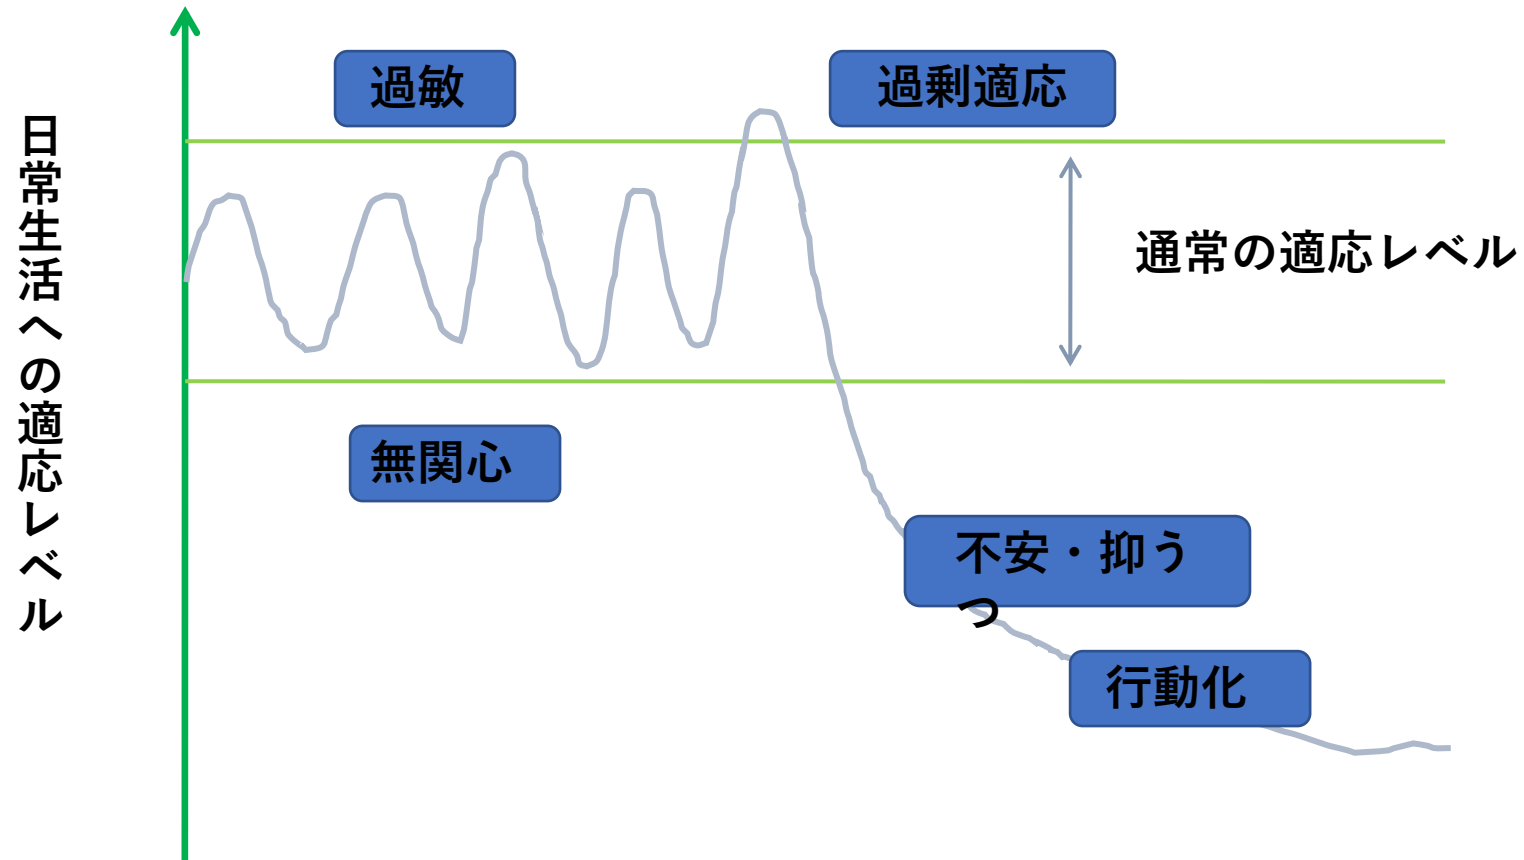 日常生活への適応レベル
過敏
過剰適応
通常の適応レベル
無関心
不安・抑う
つ
行動化